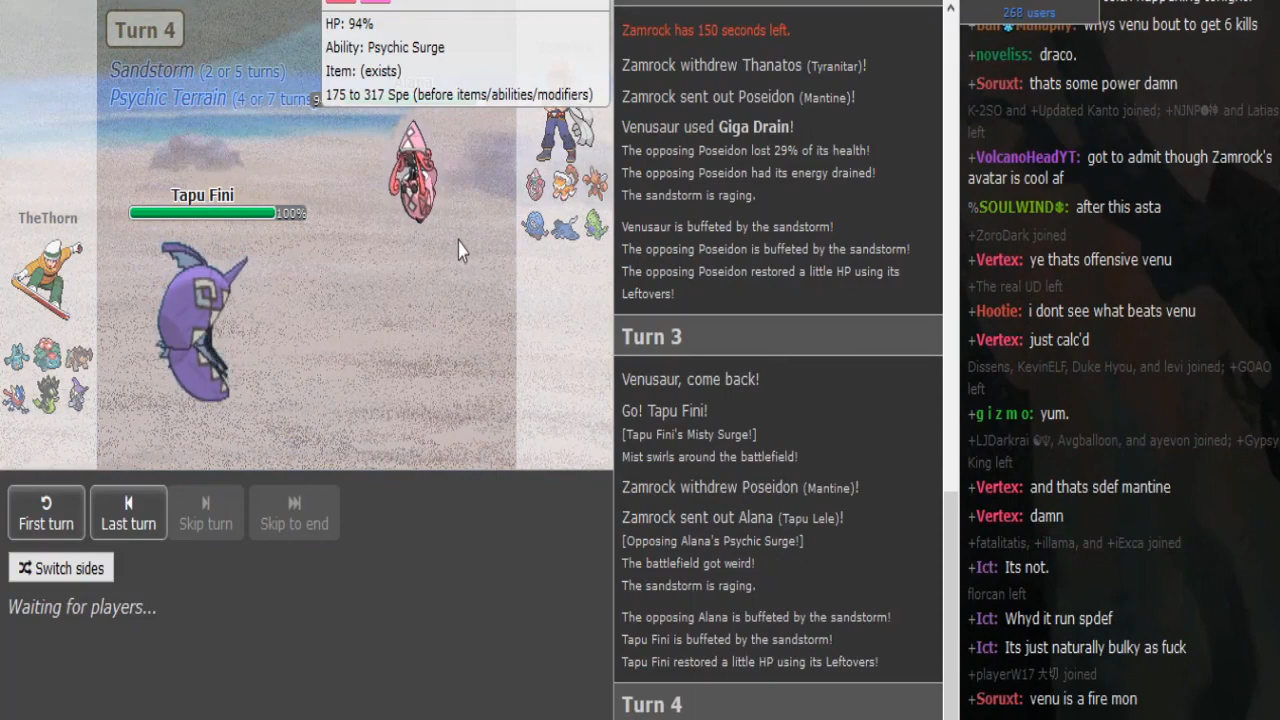 Turn 4
Sandstorm (2 or 5 turns)
Psychic Terrain (4 or 7 turns
HP: 94%
Ability: Psychic Surge
Item: (exists)
175 to 317 Spe (before items/abilities/modifiers)
Tapu Fini
100%
TheThorn
First turn
Last turn
Skip turn
Skip to end
Switch sides
Waiting for players...
Zamrock has 150 seconds left.
Zamrock withdrew Thanatos (Tyranitar)!
Zamrock sent out Poseidon (Mantine)!
Venusaur used Giga Drain!
The opposing Poseidon lost 29% of its health!
The opposing Poseidon had its energy drained!
The sandstorm is raging.
Venusaur is buffeted by the sandstorm!
The opposing Poseidon is buffeted by the sandstorm!
The opposing Poseidon restored a little HP using its
Leftovers!
Turn 3
Venusaur, come back!
Go! Tapu Fini!
[Tapu Fini's Misty Surge!]
Mist swirls around the battlefield!
Zamrock withdrew Poseidon (Mantine)!
Zamrock sent out Alana (Tapu Lele)!
[Opposing Alana's Psychic Surge!]
The battlefield got weird!
The sandstorm is raging.
The opposing Alana is buffeted by the sandstorm!
Tapu Fini is buffeted by the sandstorm!
Tapu Fini restored a little HP using its Leftovers!
Turn 4
268 users
whys venu bout to get 6 kills
+noveliss: draco.
+Soruxt: thats some power damn
K-2SO and +Updated Kanto joined; and Latias
left
+VolcanoHeadYT: got to admit though Zamrock's
avatar is cool af
%SOULWIND❄: after this asta
+ZoroDark joined
+Vertex: ye thats offensive venu
+The real UD left
+Hootie: i dont see what beats venu
+Vertex: just calc'd
Dissens, KevinELF, Duke Hyou, and levi joined; +GOAO
left
+g i z m o: yum.
+LJDarkrai, +Avgballoon, and ayevon joined; +Gypsy
King left
+Vertex: and thats sdef mantine
+Vertex: damn
+fatalitatis, +illama, and +iExca joined
+Ict: Its not.
florcan left
+Ict: Whyd it run spdef
+Ict: Its just naturally bulky as fuck
+playerW17 大切 joined
+Soruxt: venu is a fire mon